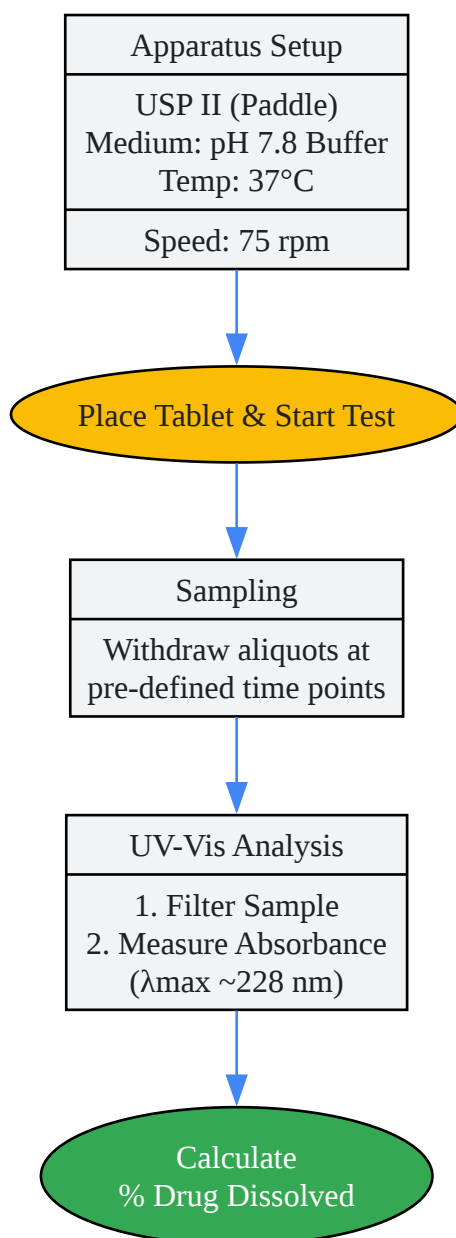 Apparatus Setup
USP II (Paddle)
Medium: pH 7.8 Buffer
Temp: 37°C
Speed: 75 rpm
Place Tablet & Start Test
Sampling
Withdraw aliquots at
pre-defined time points
UV-Vis Analysis
1. Filter Sample
2. Measure Absorbance
(λmax ~228 nm)
Calculate
% Drug Dissolved